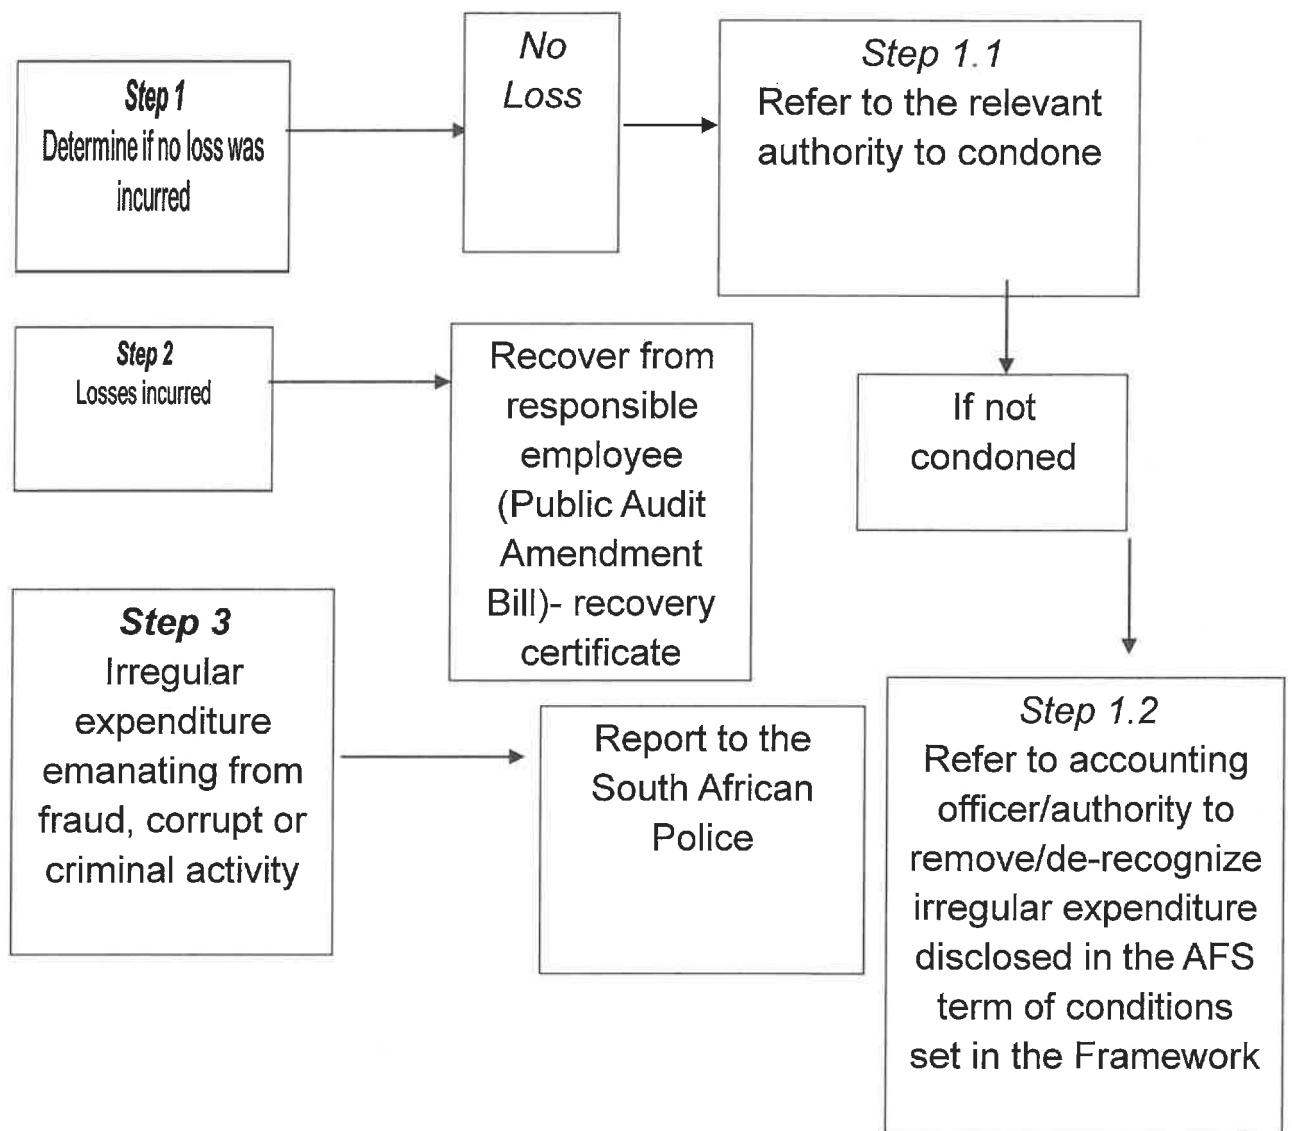 Step 1
Determine if no loss was
incurred
No
Loss
Step 1.1
Refer to the relevant
authority to condone
Step 2
Losses incurred
Recover from
responsible
employee
(Public Audit
Amendment
Bill)- recovery
certificate
If not
condoned
Step 3
Irregular
expenditure
emanating from
fraud, corrupt or
criminal activity
Report to the
South African
Police
Step 1.2
Refer to accounting
officer/authority to
remove/de-recognize
irregular expenditure
disclosed in the AFS
term of conditions
set in the Framework